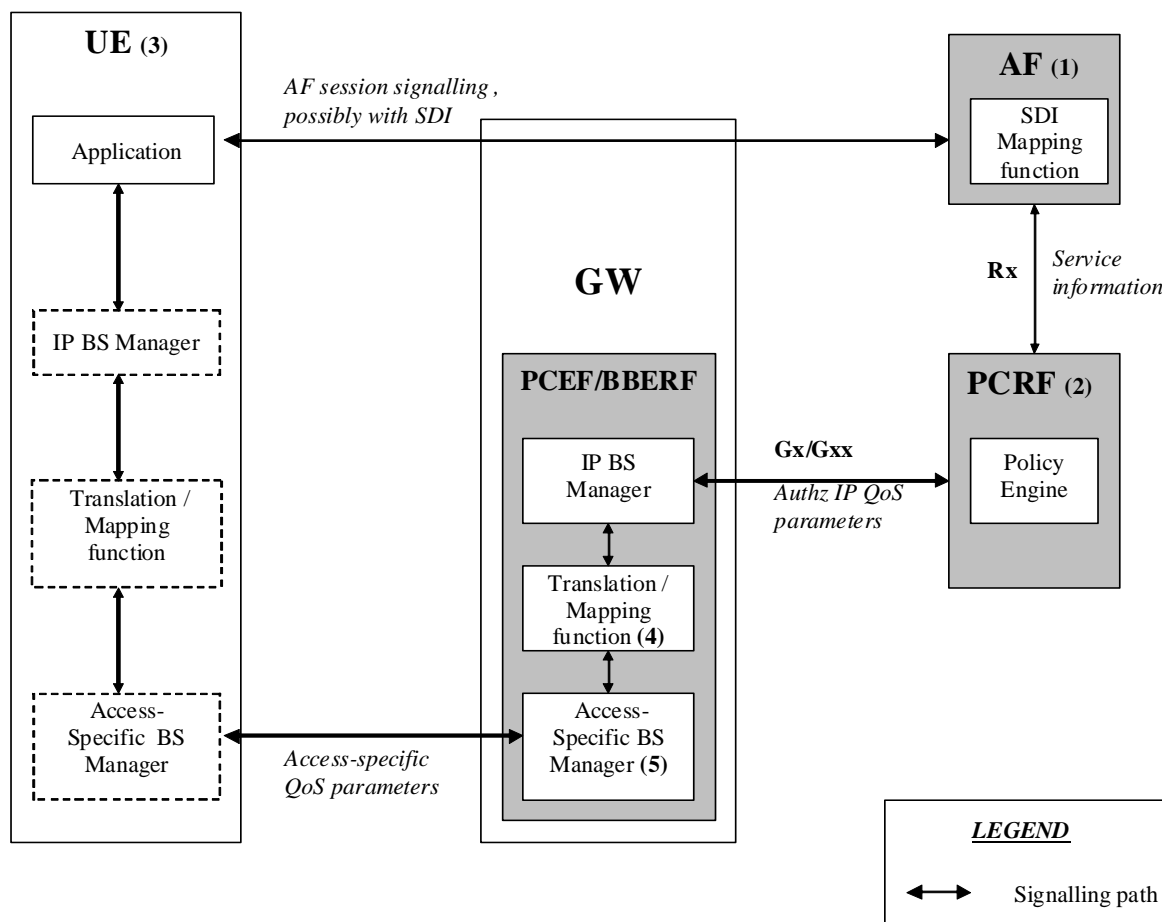 UE (3)
Application
IP BS Manager
Translation /
Mapping
function
Access-
Specific BS
Manager
AF session signalling ,
possibly with SDI
GW
PCEF/BBERF
IP BS
Manager
Translation /
Mapping
function (4)
Access-
Specific BS
Manager (5)
Access-specific
QoS parameters
AF (1)
SDI
Mapping
function
Rx
Service
information
PCRF (2)
Policy
Engine
Gx/Gxx
Authz IP QoS
parameters
LEGEND
Signalling path